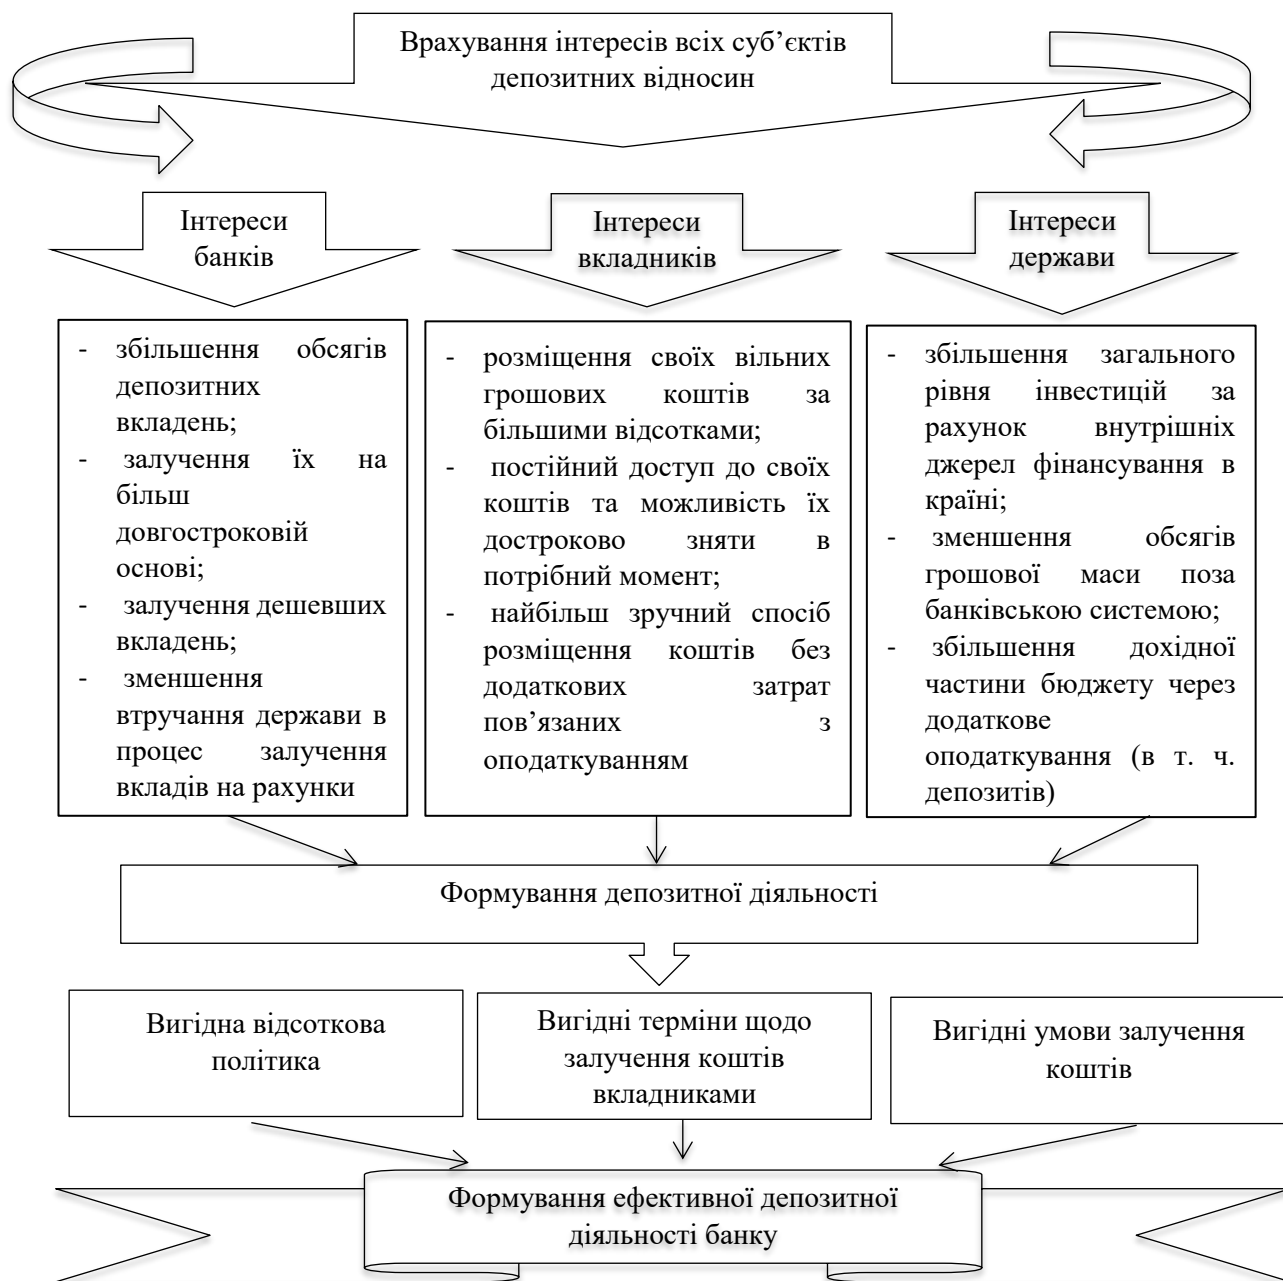 Врахування інтересів всіх суб’єктів
депозитних відносин
Інтереси
банків
Інтереси
вкладників
Інтереси
держави
- збільшення обсягів
депозитних
вкладень;
- залучення їх на
більш
довгостроковій
основі;
- залучення дешевших
вкладень;
- зменшення
втручання держави в
процес залучення
вкладів на рахунки
- розміщення своїх вільних
грошових коштів за
більшими відсотками;
- постійний доступ до своїх
коштів та можливість їх
достроково зняти в
потрібний момент;
- найбільш зручний спосіб
розміщення коштів без
додаткових затрат
пов’язаних з
оподаткуванням
- збільшення загального
рівня інвестицій за
рахунок внутрішніх
джерел фінансування в
країні;
- зменшення обсягів
грошової маси поза
банківською системою;
- збільшення дохідної
частини бюджету через
додаткове
оподаткування (в т. ч.
депозитів)
Формування депозитної діяльності
Вигідна відсоткова
політика
Вигідні терміни щодо
залучення коштів
вкладниками
Вигідні умови залучення
коштів
Формування ефективної депозитної
діяльності банку